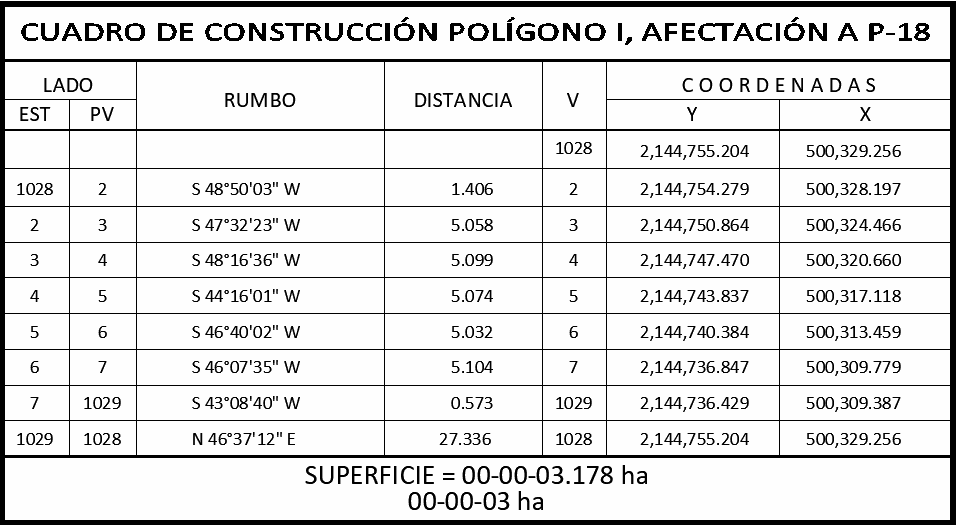 CUADRO DE CONSTRUCCIÓN POLÍGONO I, AFECTACIÓN A P-18
LADO RUMBO DISTANCIA V C O O R D E N A D A S
EST PV Y X
1028 2,144,755.204 500,329.256
1028 2 S 48°50'03" W 1.406 2 2,144,754.279 500,328.197
2 3 S 47°32'23" W 5.058 3 2,144,750.864 500,324.466
3 4 S 48°16'36" W 5.099 4 2,144,747.470 500,320.660
4 5 S 44°16'01" W 5.074 5 2,144,743.837 500,317.118
5 6 S 46°40'02" W 5.032 6 2,144,740.384 500,313.459
6 7 S 46°07'35" W 5.104 7 2,144,736.847 500,309.779
7 1029 S 43°08'40" W 0.573 1029 2,144,736.429 500,309.387
1029 1028 N 46°37'12" E 27.336 1028 2,144,755.204 500,329.256
SUPERFICIE = 00-00-03.178 ha
00-00-03 ha